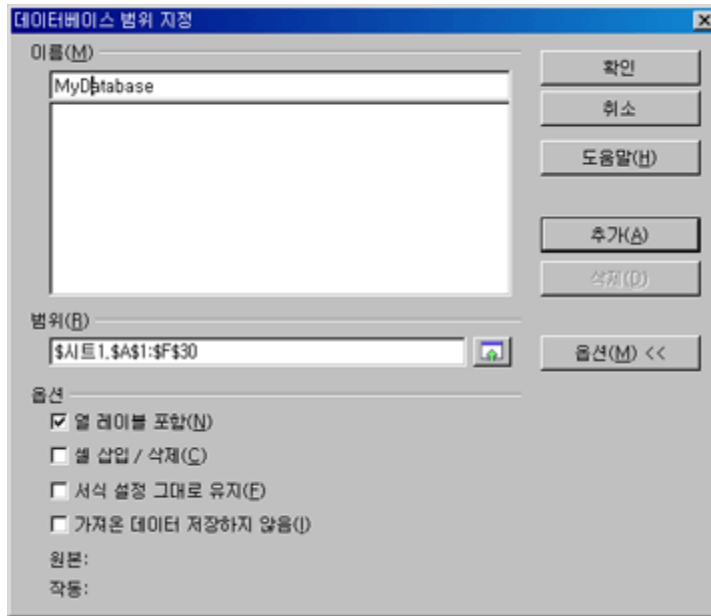 데이터베이스 범위 지정
이름(M)
MyDatabase
확인
취소
도움말(H)
추가(A)
삭제(D)
범위(R)
$시트1.$A$1:$F$30
옵션(M) <<
옵션
열 레이블 포함(N)
셀 삽입 / 삭제(C)
서식 설정 그대로 유지(F)
가져온 데이터 저장하지 않음(I)
원본:
작동: